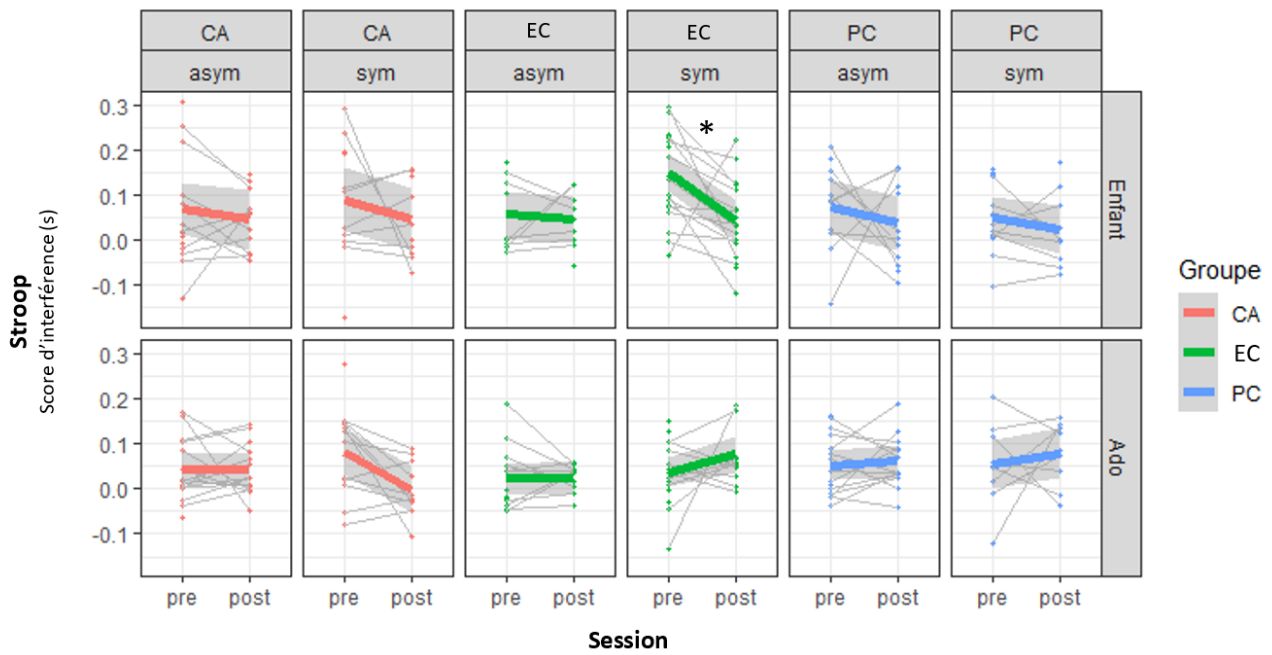 CA CA EC EC PC PC
asym sym asym sym asym sym
0.3
0.2
0.1
0.0
-0.1
*
Enfant
Stroop
Score d'interférence (s)
0.3
0.2
0.1
0.0
-0.1
Ado
pre post pre post pre post pre post pre post pre post
Session
Groupe
CA
EC
PC